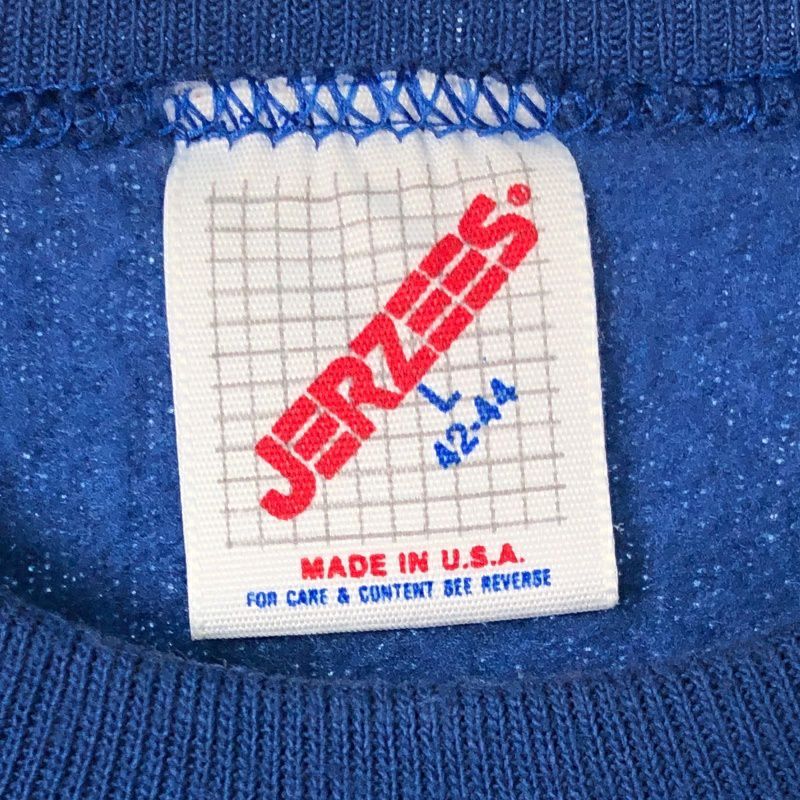 JERZEES.
L
42-44
MADE IN U.S.A.
FOR CARE & CONTENT SEE REVERSE